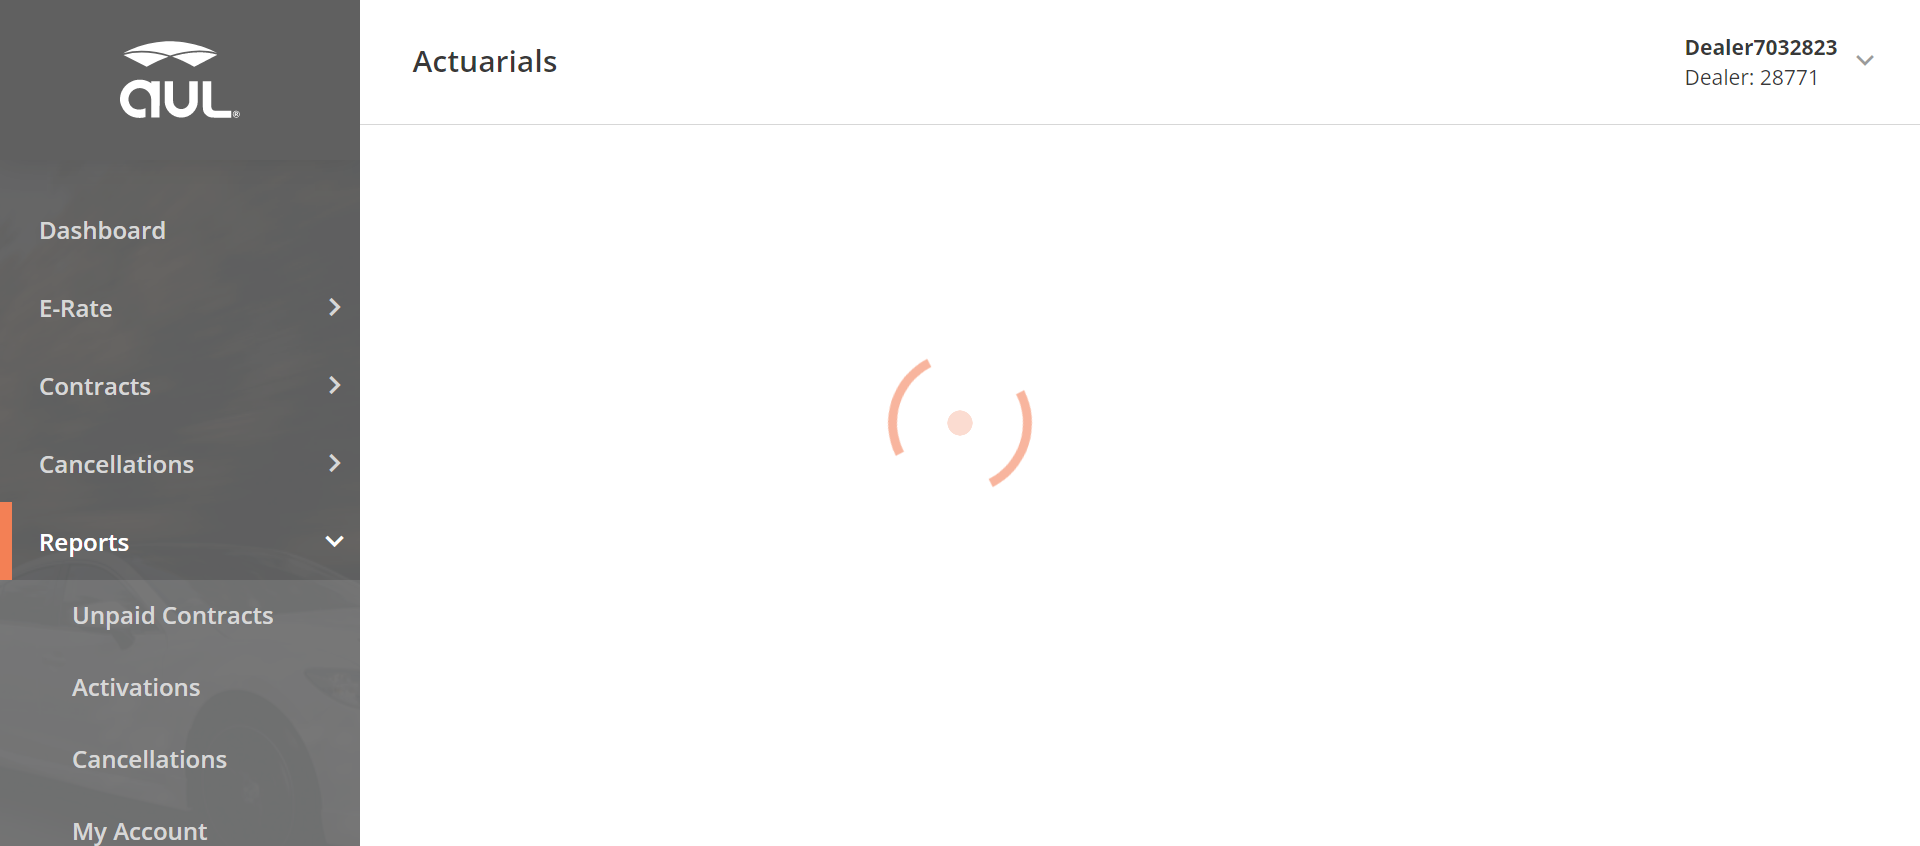 aul®
Actuarials
Dealer7032823
Dealer: 28771
Dashboard
E-Rate
Contracts
Cancellations
Reports
Unpaid Contracts
Activations
Cancellations
My Account